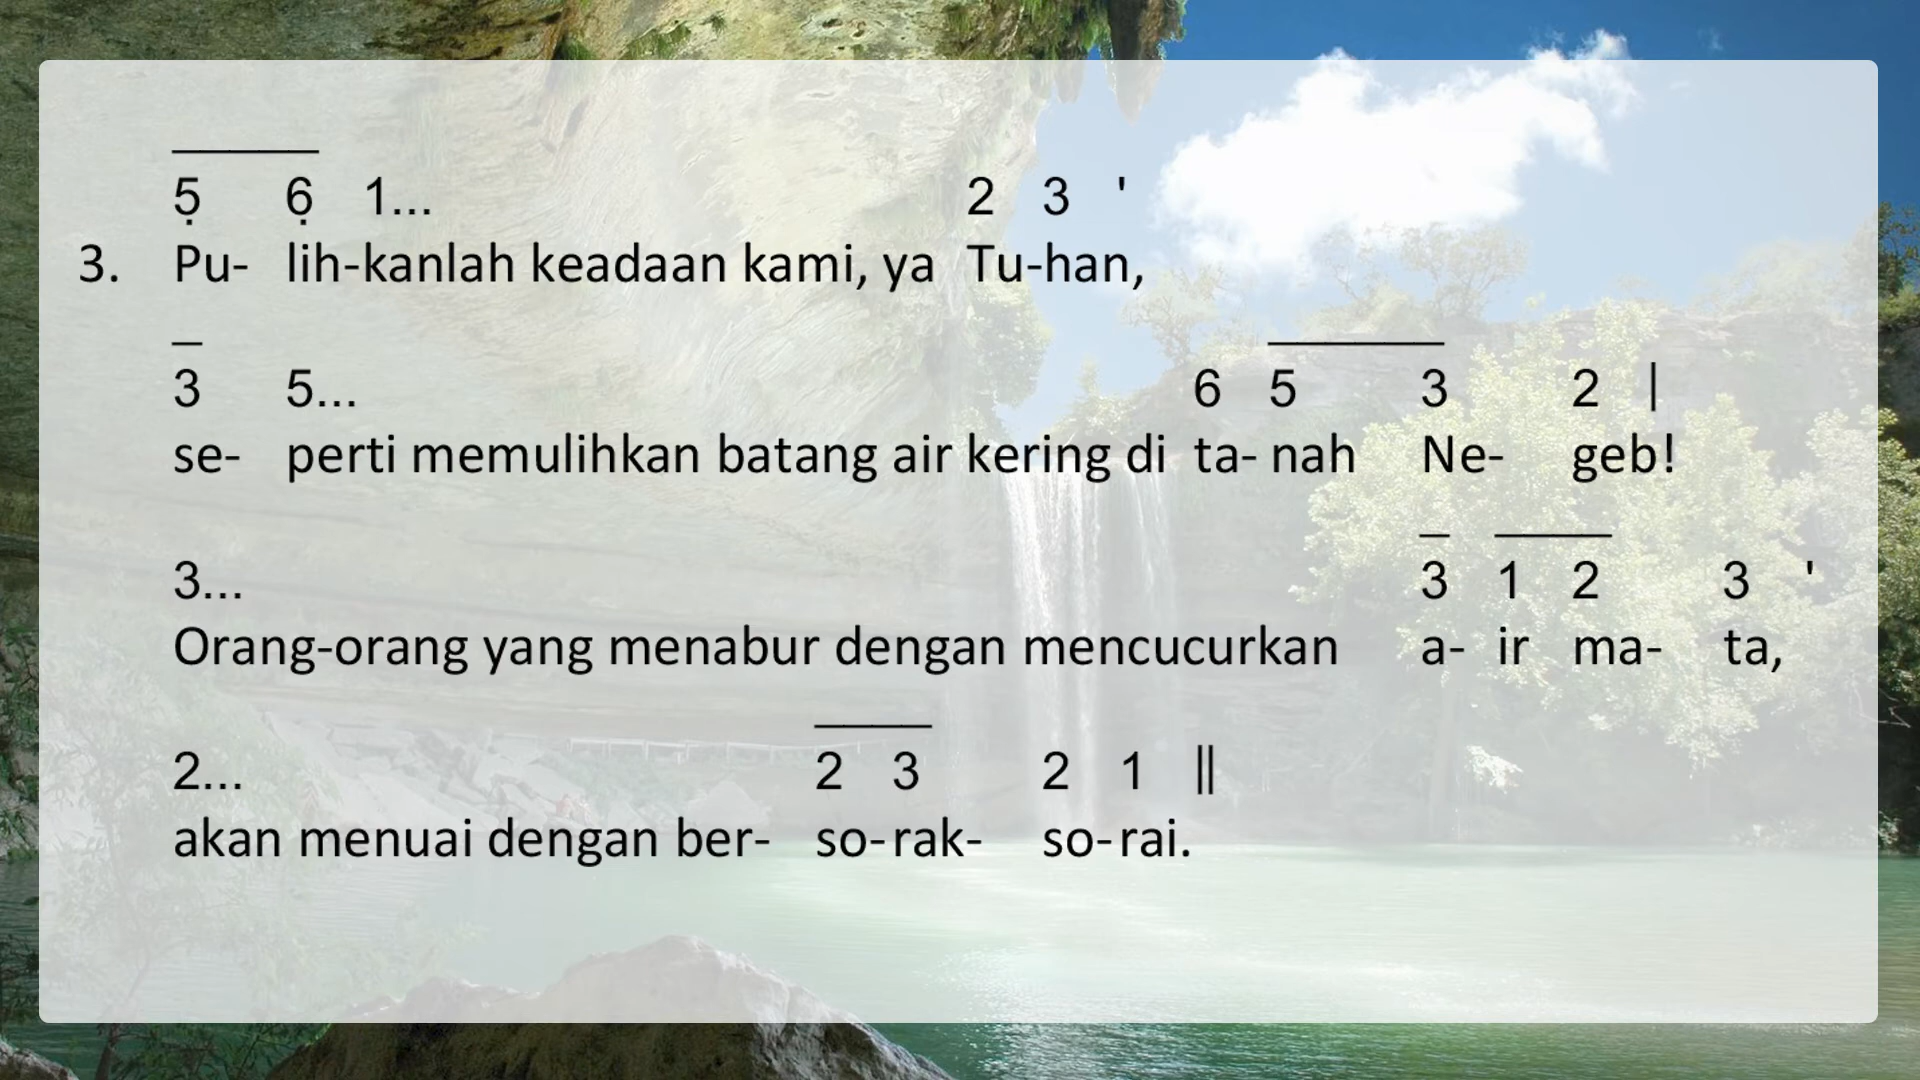 5̣ 6̣ 1... 2 3 '
3. Pu- lih-kanlah keadaan kami, ya Tu-han,
3 5... 6 5 3 2 |
se- perti memulihkan batang air kering di ta- nah Ne- geb!
3... 3 1 2 3 '
Orang-orang yang menabur dengan mencucurkan a- ir ma- ta,
2... 2 3 2 1 ||
akan menuai dengan ber- so-rak- so-rai.